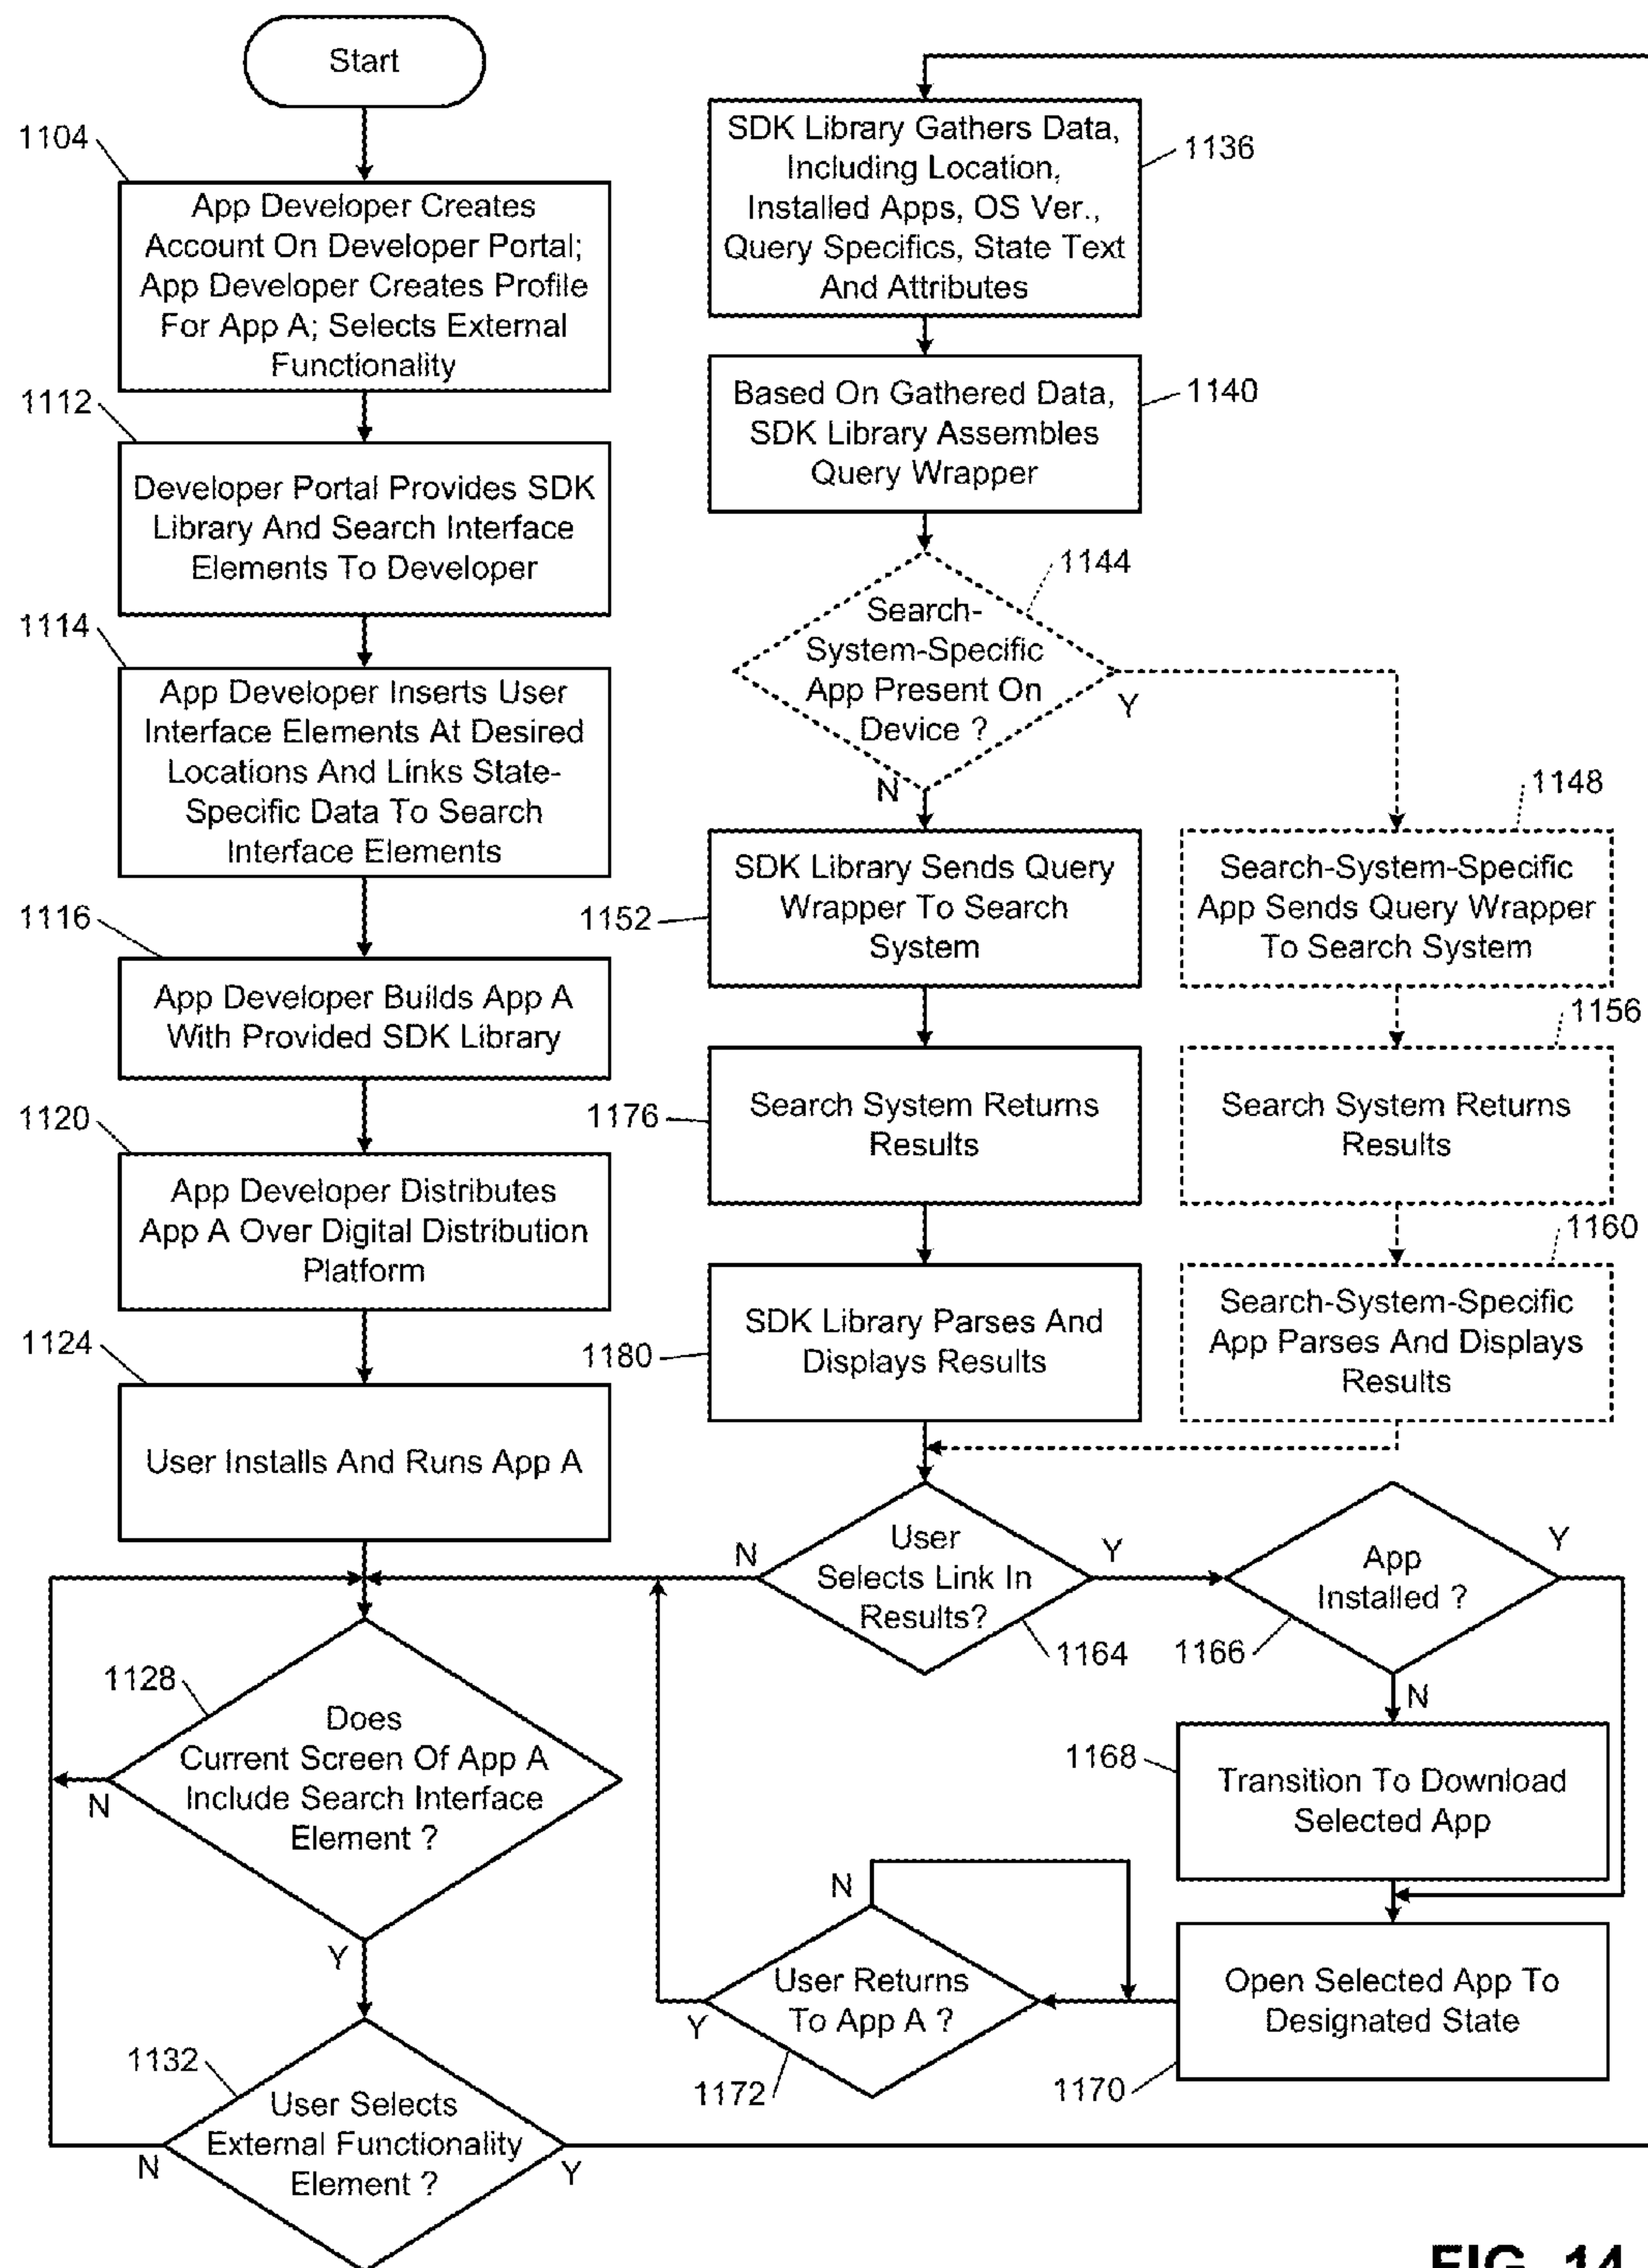 Start
1104
App Developer Creates
Account On Developer Portal;
App Developer Creates Profile
For App A; Selects External
Functionality
1112
Developer Portal Provides SDK
Library And Search Interface
Elements To Developer
1114
App Developer Inserts User
Interface Elements At Desired
Locations And Links State-
Specific Data To Search
Interface Elements
1116
App Developer Builds App A
With Provided SDK Library
1120
App Developer Distributes
App A Over Digital Distribution
Platform
1124
User Installs And Runs App A
1128
Does
Current Screen Of App A
Include Search Interface
Element ?
N
Y
1132
User Selects
External Functionality
Element ?
N
Y
SDK Library Gathers Data,
Including Location,
Installed Apps, OS Ver.,
Query Specifics, State Text
And Attributes
1136
Based On Gathered Data,
SDK Library Assembles
Query Wrapper
1140
1144
Search-
System-Specific
App Present On
Device ?
Y
N
1152
SDK Library Sends Query
Wrapper To Search
System
1148
Search-System-Specific
App Sends Query Wrapper
To Search System
1176
Search System Returns
Results
1156
Search System Returns
Results
1180
SDK Library Parses And
Displays Results
1160
Search-System-Specific
App Parses And Displays
Results
N
User
Selects Link In
Results?
Y
1164
App
Installed ?
Y
1166
N
1168
Transition To Download
Selected App
Open Selected App To
Designated State
1170
N
User Returns
To App A ?
Y
1172
FIG. 14